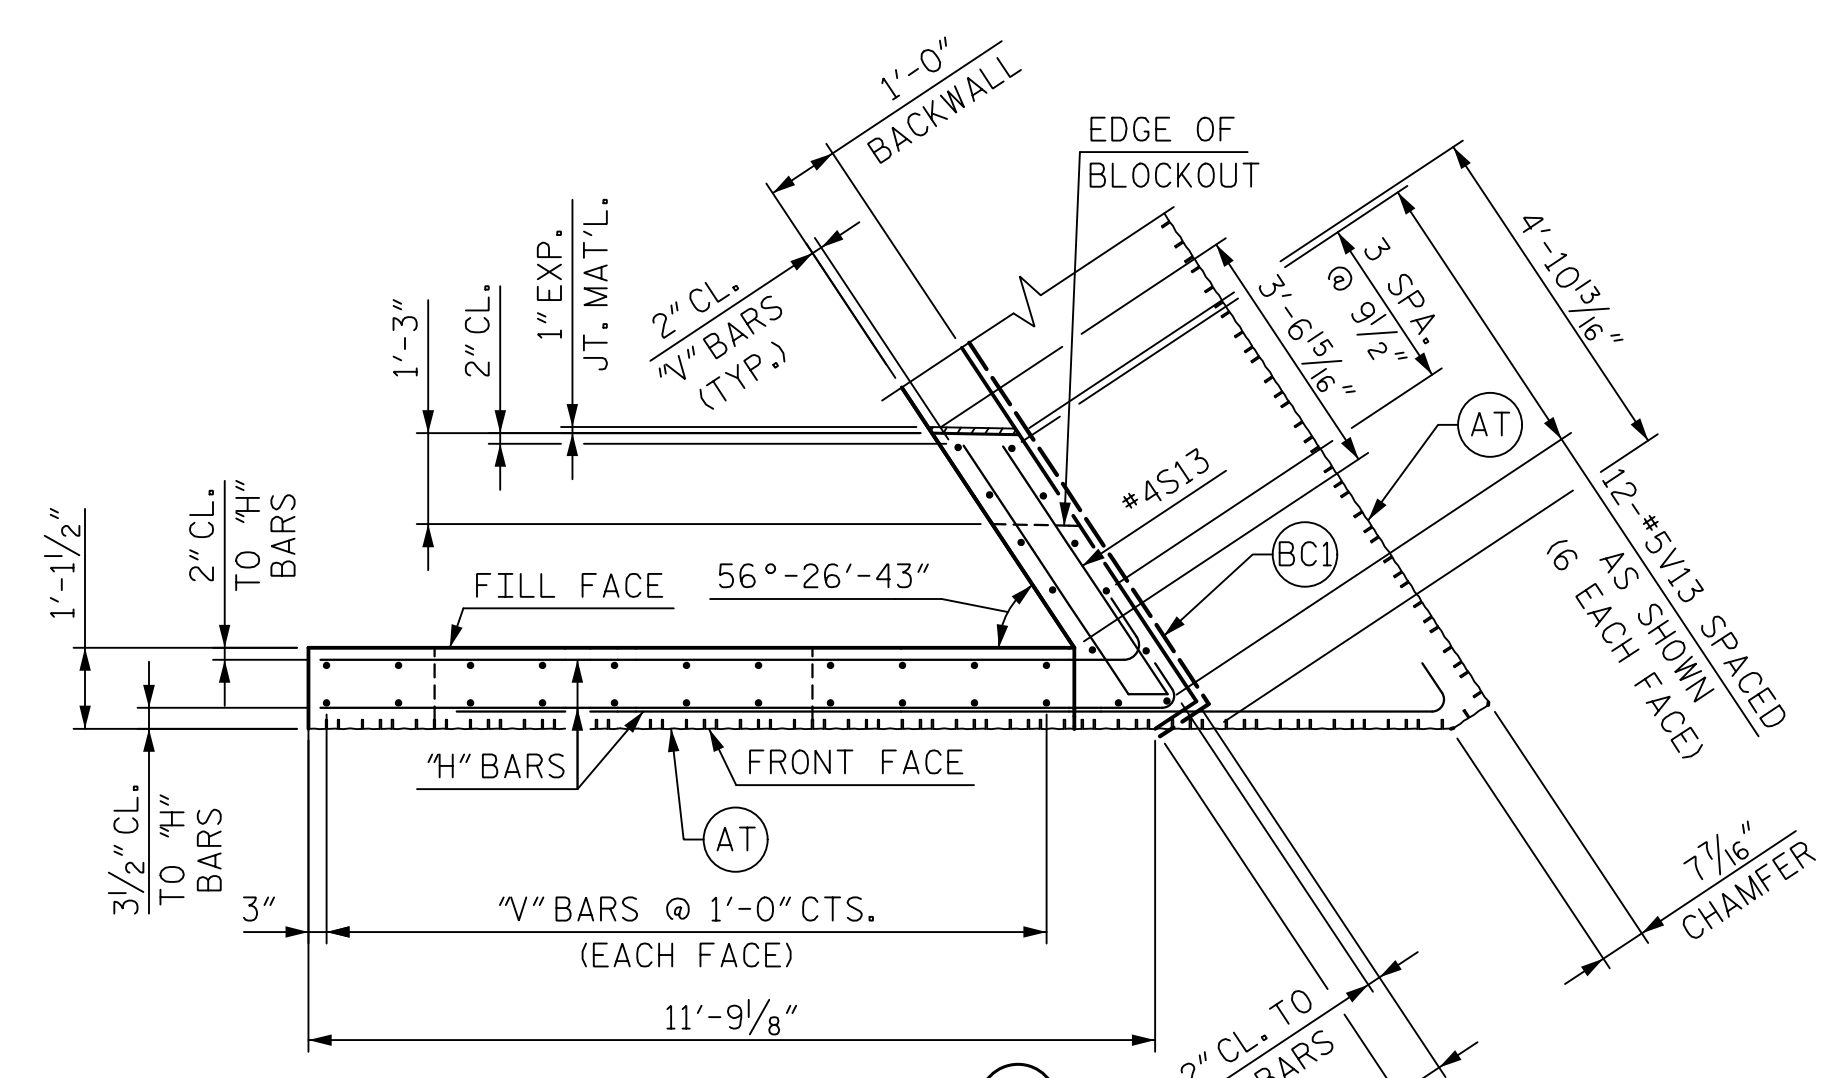 1'-0"
BACKWALL
EDGE OF
BLOCKOUT
1" EXP.
JT. MAT'L.
2" CL.
"V" BARS
(TYP.)
1'-3"
2" CL.
3 SPA.
@ 9 1/2"
4'-10 13/16"
3'-6 15/16"
AT
#4S13
12-#5V13 SPACED
AS SHOWN
(6 EACH FACE)
BC1
2" CL.
TO "H"
BARS
1'-1 1/2"
FILL FACE
56°-26'-43"
"H" BARS
FRONT FACE
AT
3 1/2" CL.
TO "H"
BARS
3"
"V" BARS @ 1'-0" CTS.
(EACH FACE)
7 7/16"
CHAMFER
11'-9 1/8"
2" CL. TO
BARS